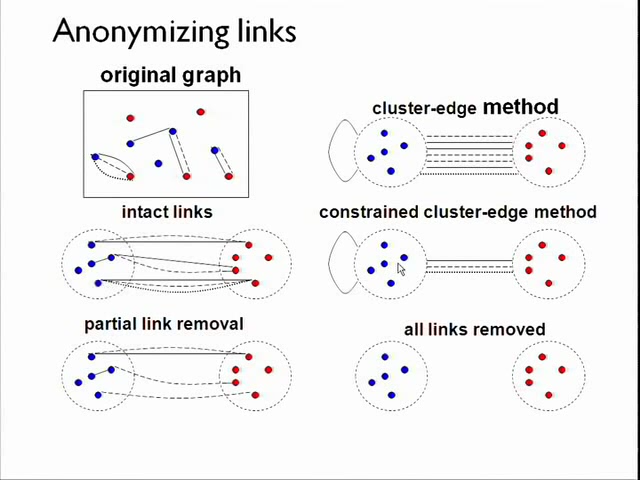 Anonymizing links
original graph
cluster-edge method
intact links
constrained cluster-edge method
partial link removal
all links removed